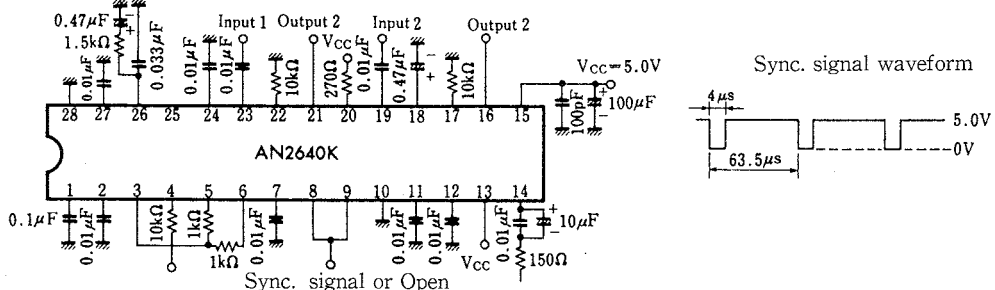 0.47μF
1.5kΩ
0.033μF
0.01μF
0.01μF
0.01μF
Input 1
Output 2
Input 2
Output 2
10kΩ
VCC
270Ω
0.01μF
0.47μF
10kΩ
VCC=5.0V
100pF
100μF
28 27 26 25 24 23 22 21 20 19 18 17 16 15
AN2640K
1 2 3 4 5 6 7 8 9 10 11 12 13 14
0.1μF
0.01μF
10kΩ
1kΩ
1kΩ
0.01μF
0.01μF
0.01μF
VCC
0.01μF
10μF
150Ω
Sync. signal or Open
Sync. signal waveform
4μs
5.0V
0V
63.5μs